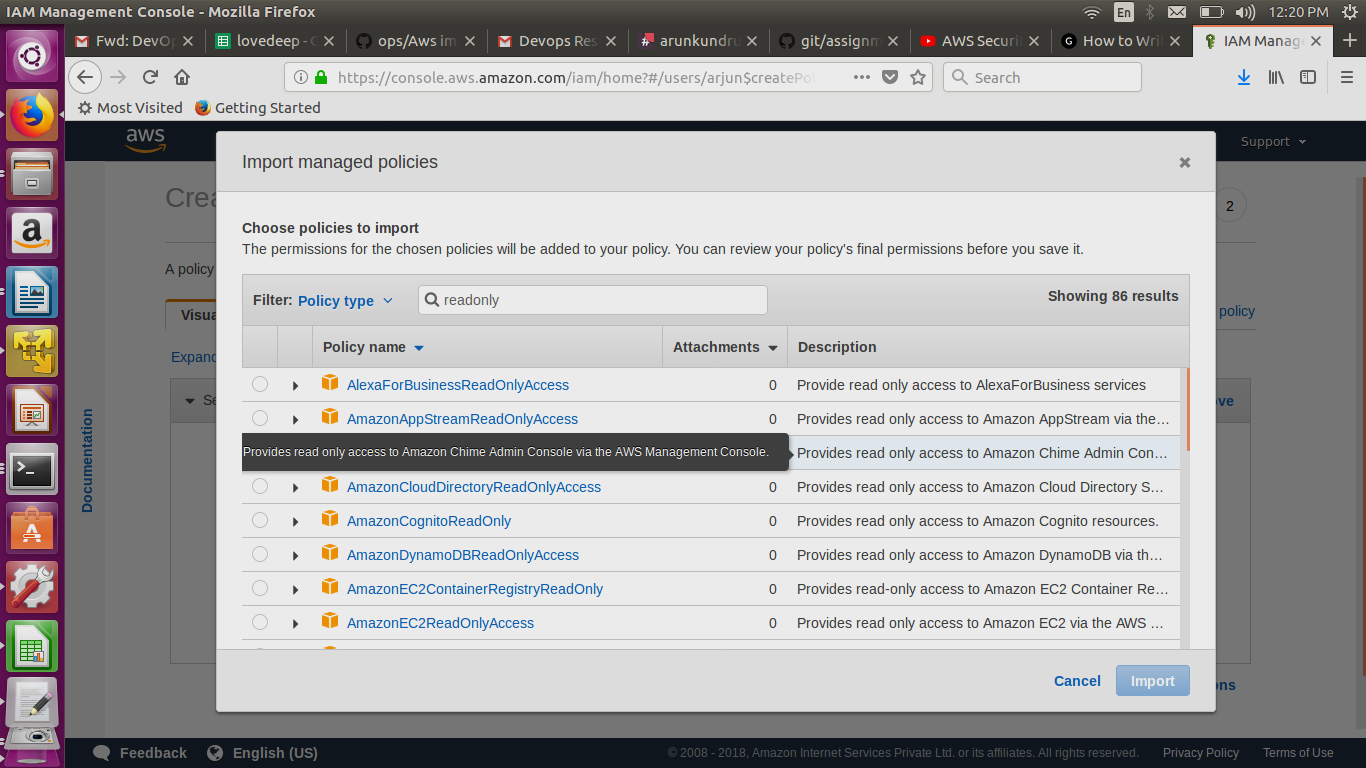 IAM Management Console - Mozilla Firefox
En
12:20 PM
Fwd: DevO
lovedeep - G
ops/Aws im
Devops Res
arunkundru
git/assignm
AWS Securi
How to Wri
IAM Manag
https://console.aws.amazon.com/iam/home?#/users/arjun$createPo
Search
Most Visited
Getting Started
aws
Support
Import managed policies
Crea
2
Choose policies to import
The permissions for the chosen policies will be added to your policy. You can review your policy's final permissions before you save it.
A policy
Filter: Policy type
readonly
Showing 86 results
Visua
policy
Policy name
Attachments
Description
Expand
AlexaForBusinessReadOnlyAccess 0 Provide read only access to AlexaForBusiness services
Se
ove
AmazonAppStreamReadOnlyAccess 0 Provides read only access to Amazon AppStream via the…
Provides read only access to Amazon Chime Admin Console via the AWS Management Console.
Provides read only access to Amazon Chime Admin Con…
AmazonCloudDirectoryReadOnlyAccess 0 Provides read only access to Amazon Cloud Directory S…
AmazonCognitoReadOnly 0 Provides read only access to Amazon Cognito resources.
AmazonDynamoDBReadOnlyAccess 0 Provides read only access to Amazon DynamoDB via th…
AmazonEC2ContainerRegistryReadOnly 0 Provides read-only access to Amazon EC2 Container Re…
AmazonEC2ReadOnlyAccess 0 Provides read only access to Amazon EC2 via the AWS …
Documentation
Cancel
Import
ons
Feedback
English (US)
© 2008 - 2018, Amazon Internet Services Private Ltd. or its affiliates. All rights reserved.
Privacy Policy
Terms of Use